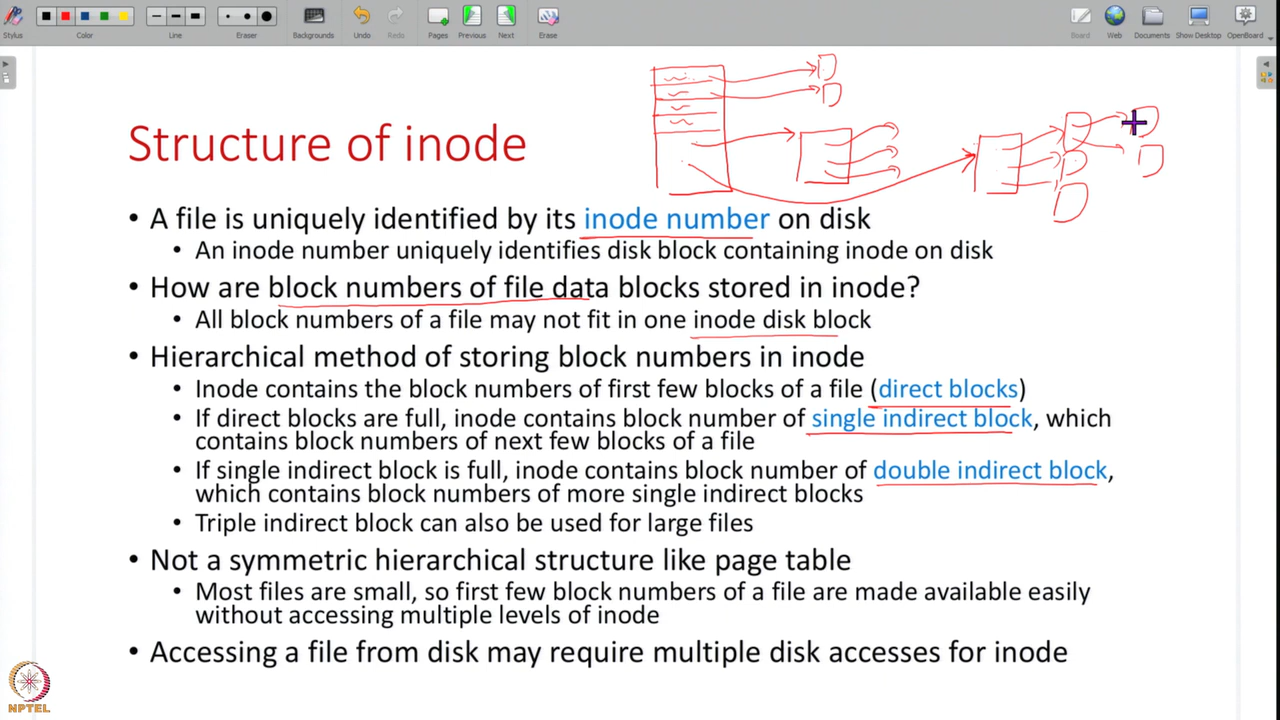 Stylus
Color
Line
Eraser
Backgrounds
Undo
Redo
Pages
Previous
Next
Erase
Board
Web
Documents
Show Desktop
OpenBoard
Structure of inode
• A file is uniquely identified by its inode number on disk
• An inode number uniquely identifies disk block containing inode on disk
• How are block numbers of file data blocks stored in inode?
• All block numbers of a file may not fit in one inode disk block
• Hierarchical method of storing block numbers in inode
• Inode contains the block numbers of first few blocks of a file (direct blocks)
• If direct blocks are full, inode contains block number of single indirect block, which
contains block numbers of next few blocks of a file
• If single indirect block is full, inode contains block number of double indirect block,
which contains block numbers of more single indirect blocks
• Triple indirect block can also be used for large files
• Not a symmetric hierarchical structure like page table
• Most files are small, so first few block numbers of a file are made available easily
without accessing multiple levels of inode
• Accessing a file from disk may require multiple disk accesses for inode
NPTEL